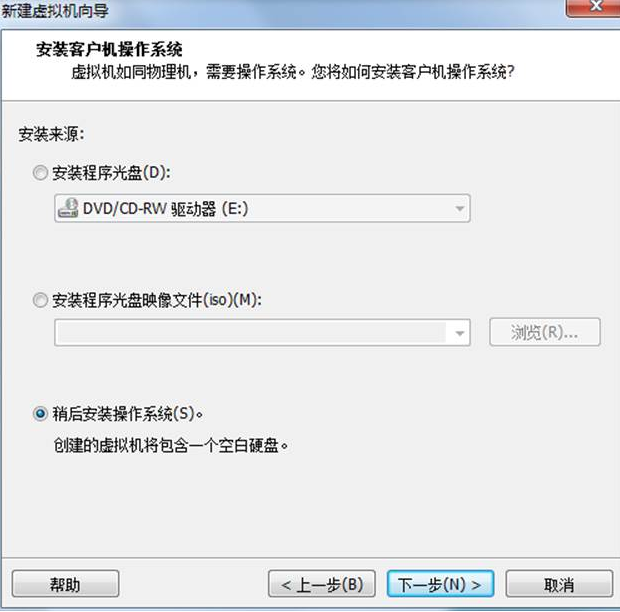 新建虚拟机向导
安装客户机操作系统
虚拟机如同物理机，需要操作系统。您将如何安装客户机操作系统?
安装来源:
安装程序光盘(D):
DVD/CD-RW 驱动器 (E:)
安装程序光盘映像文件(iso)(M):
浏览(R)...
稍后安装操作系统(S)。
创建的虚拟机将包含一个空白硬盘。
帮助
< 上一步(B)
下一步(N) >
取消